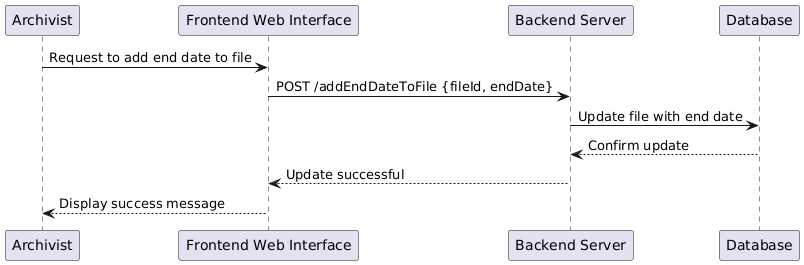 Archivist
Frontend Web Interface
Backend Server
Database
Request to add end date to file
POST /addEndDateToFile {fileId, endDate}
Update file with end date
Confirm update
Update successful
Display success message
Archivist
Frontend Web Interface
Backend Server
Database